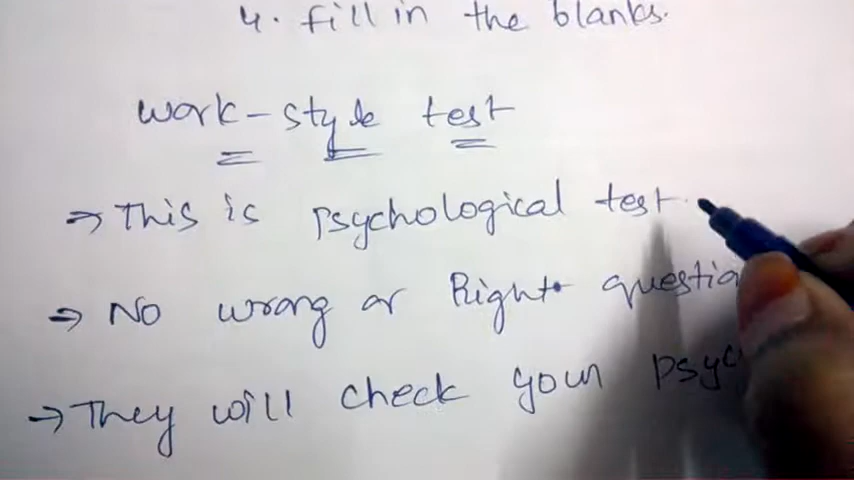 4. Fill in the blanks.
Work-style test
→ This is psychological test.
→ No wrong or Right
→ They will check your